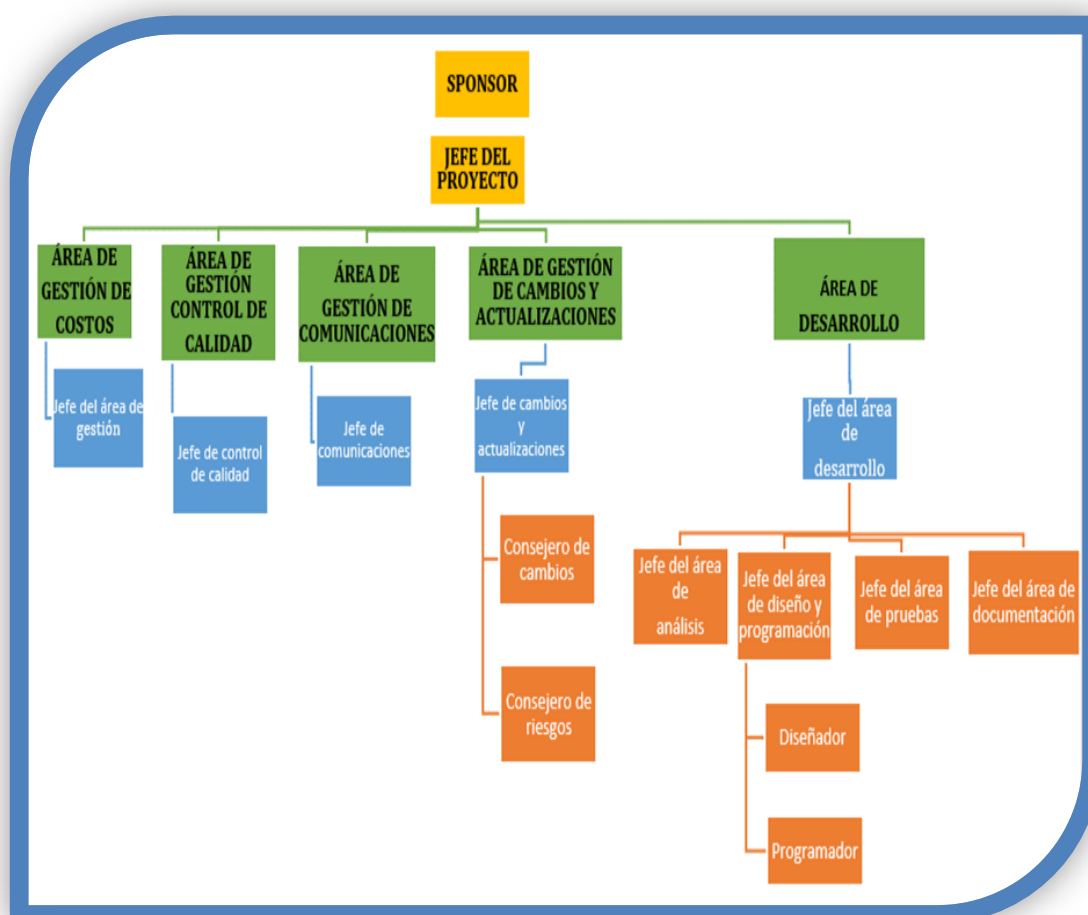 SPONSOR
JEFE DEL
PROYECTO
ÁREA DE
GESTIÓN DE
COSTOS
ÁREA DE
GESTIÓN
CONTROL DE
CALIDAD
ÁREA DE
GESTIÓN DE
COMUNICACIONES
ÁREA DE GESTIÓN
DE CAMBIOS Y
ACTUALIZACIONES
ÁREA DE
DESARROLLO
Jefe del área de
gestión
Jefe de control
de calidad
Jefe de
comunicaciones
Jefe de cambios
y
actualizaciones
Jefe del área
de
desarrollo
Consejero de
cambios
Consejero de
riesgos
Jefe del área
de
análisis
Jefe del área
de diseño y
programación
Jefe del área
de pruebas
Jefe del área de
documentación
Diseñador
Programador